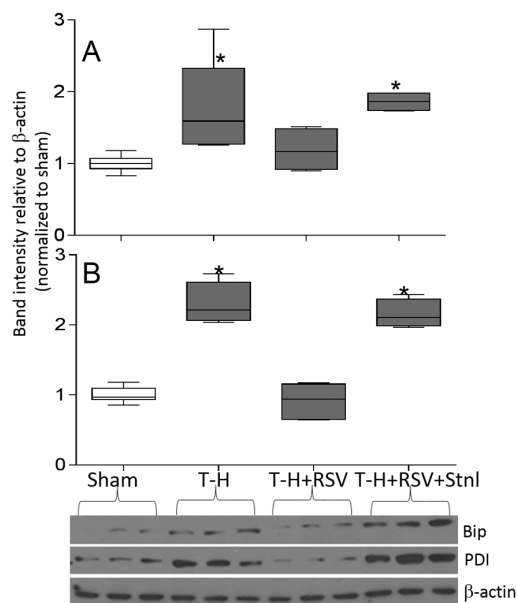 Band intensity relative to β-actin
(normalized to sham)
3
A
*
*
2
1
0
3
B
*
*
2
1
0
Sham T-H T-H+RSV T-H+RSV+Stnl
Bip
PDI
β-actin